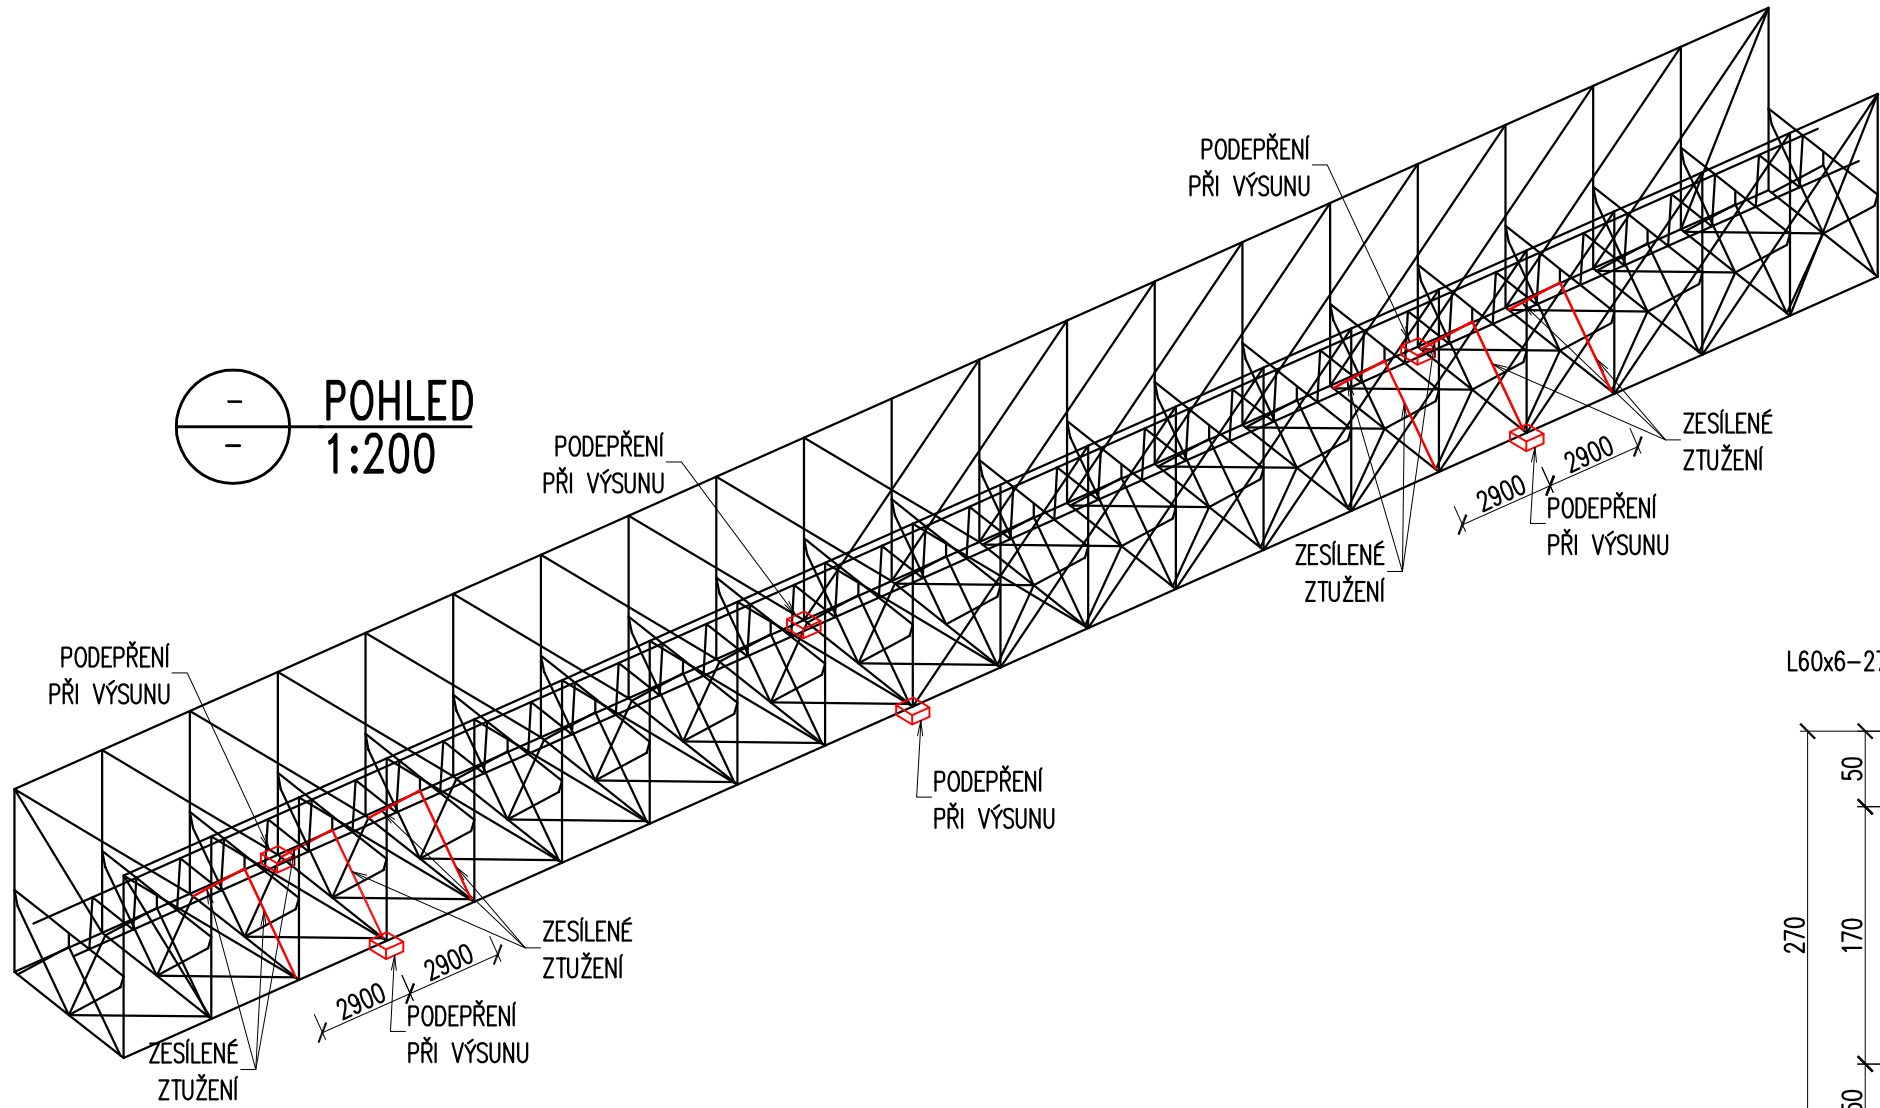 PODEPŘENÍ
PŘI VÝSUNU
-
POHLED
-
1:200
PODEPŘENÍ
PŘI VÝSUNU
ZESÍLENÉ
ZTUŽENÍ
2900
2900
PODEPŘENÍ
PŘI VÝSUNU
ZESÍLENÉ
ZTUŽENÍ
PODEPŘENÍ
PŘI VÝSUNU
L60x6-27
PODEPŘENÍ
PŘI VÝSUNU
50
270
170
ZESÍLENÉ
ZTUŽENÍ
2900
2900
PODEPŘENÍ
PŘI VÝSUNU
ZESÍLENÉ
ZTUŽENÍ